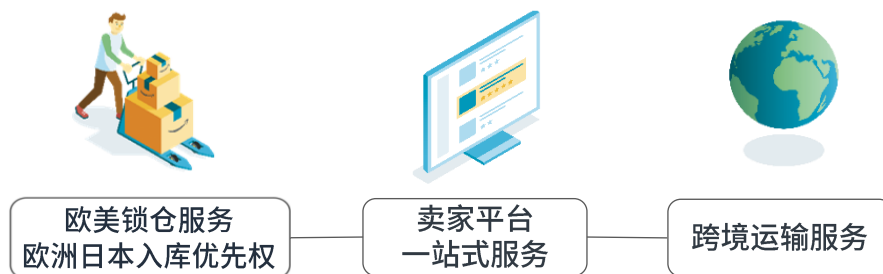 欧美锁仓服务
欧洲日本入库优先权
卖家平台
一站式服务
跨境运输服务